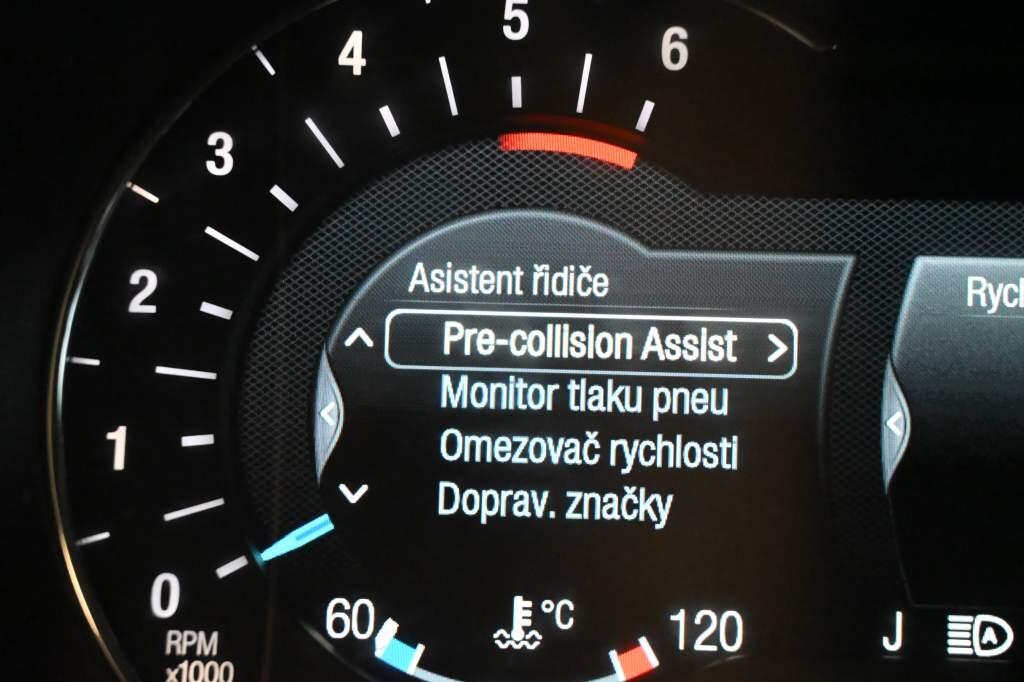 5
4
6
3
2
1
0
RPM
x1000
Asistent řidiče
Pre-collision Assist
Monitor tlaku pneu
Omezovač rychlosti
Doprav. značky
60
°C
120
J
A